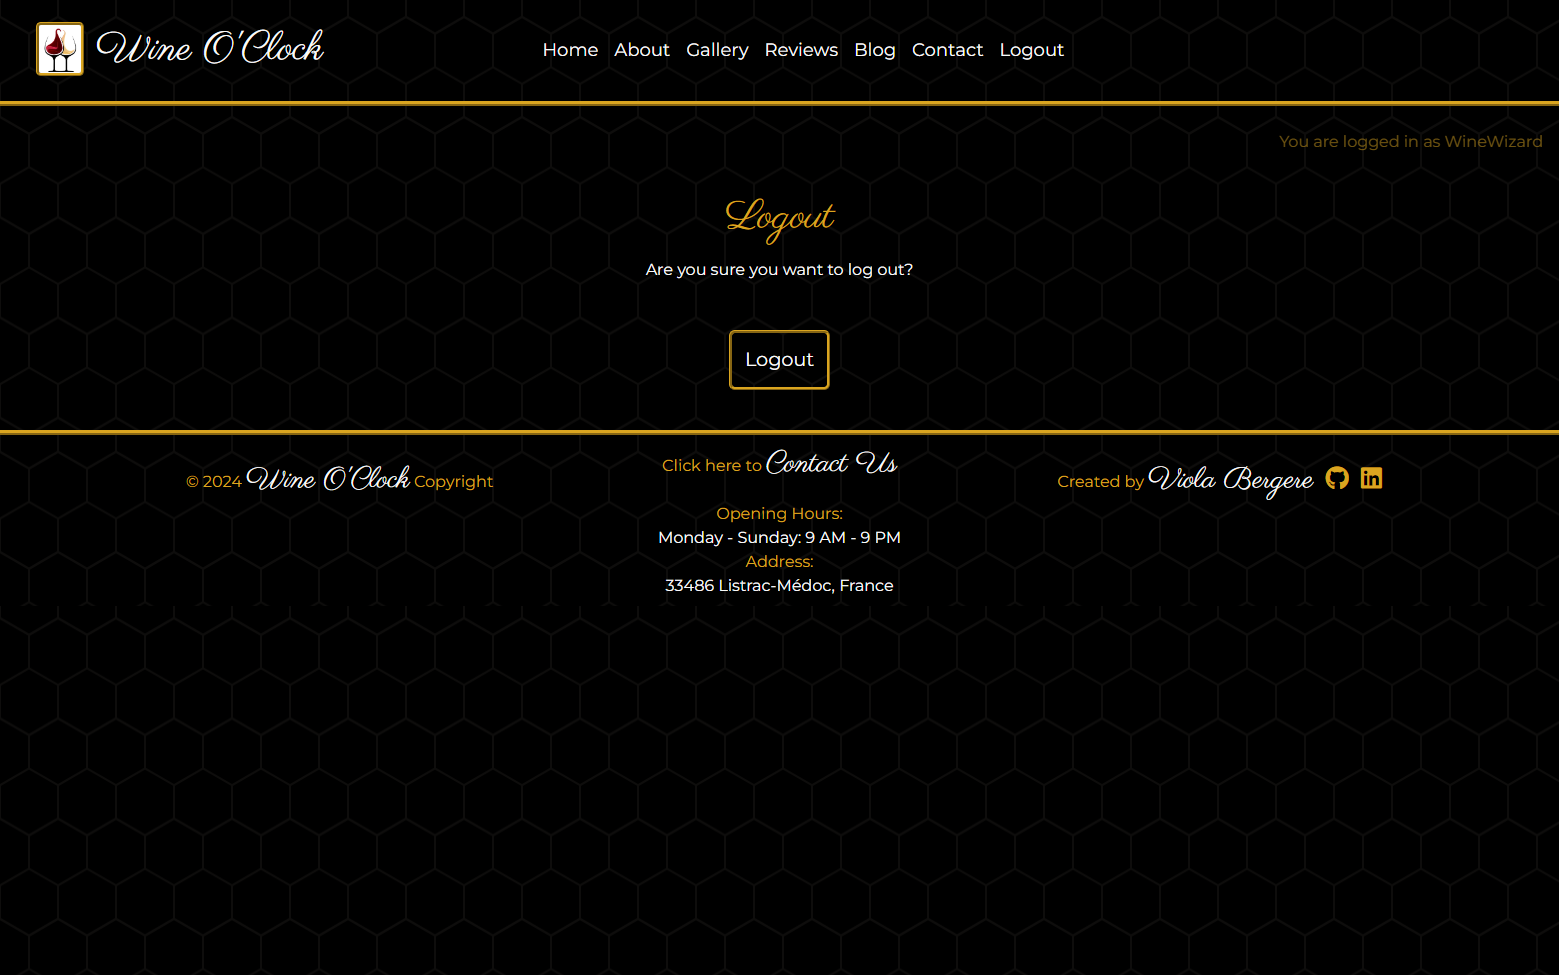 Wine O'Clock
Home About Gallery Reviews Blog Contact Logout
You are logged in as WineWizard
Logout
Are you sure you want to log out?
Logout
© 2024 Wine O'Clock Copyright
Click here to Contact Us
Opening Hours:
Monday - Sunday: 9 AM - 9 PM
Address:
33486 Listrac-Médoc, France
Created by Viola Bergere